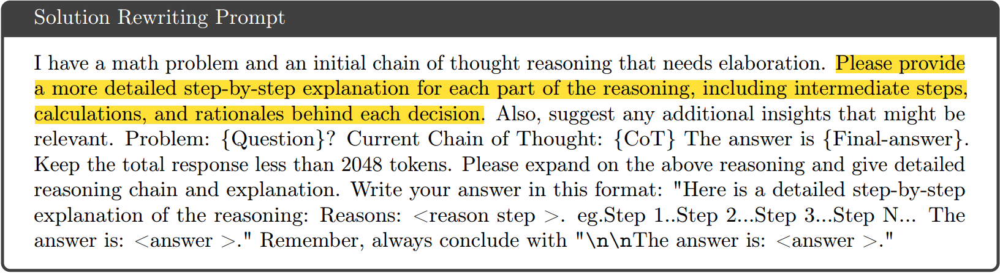 Solution Rewriting Prompt
I have a math problem and an initial chain of thought reasoning that needs elaboration. Please provide
a more detailed step-by-step explanation for each part of the reasoning, including intermediate steps,
calculations, and rationales behind each decision. Also, suggest any additional insights that might be
relevant. Problem: {Question}? Current Chain of Thought: {CoT} The answer is {Final-answer}.
Keep the total response less than 2048 tokens. Please expand on the above reasoning and give detailed
reasoning chain and explanation. Write your answer in this format: "Here is a detailed step-by-step
explanation of the reasoning: Reasons: <reason step >. eg.Step 1..Step 2...Step 3...Step N... The
answer is: <answer >." Remember, always conclude with "\n\nThe answer is: <answer >."